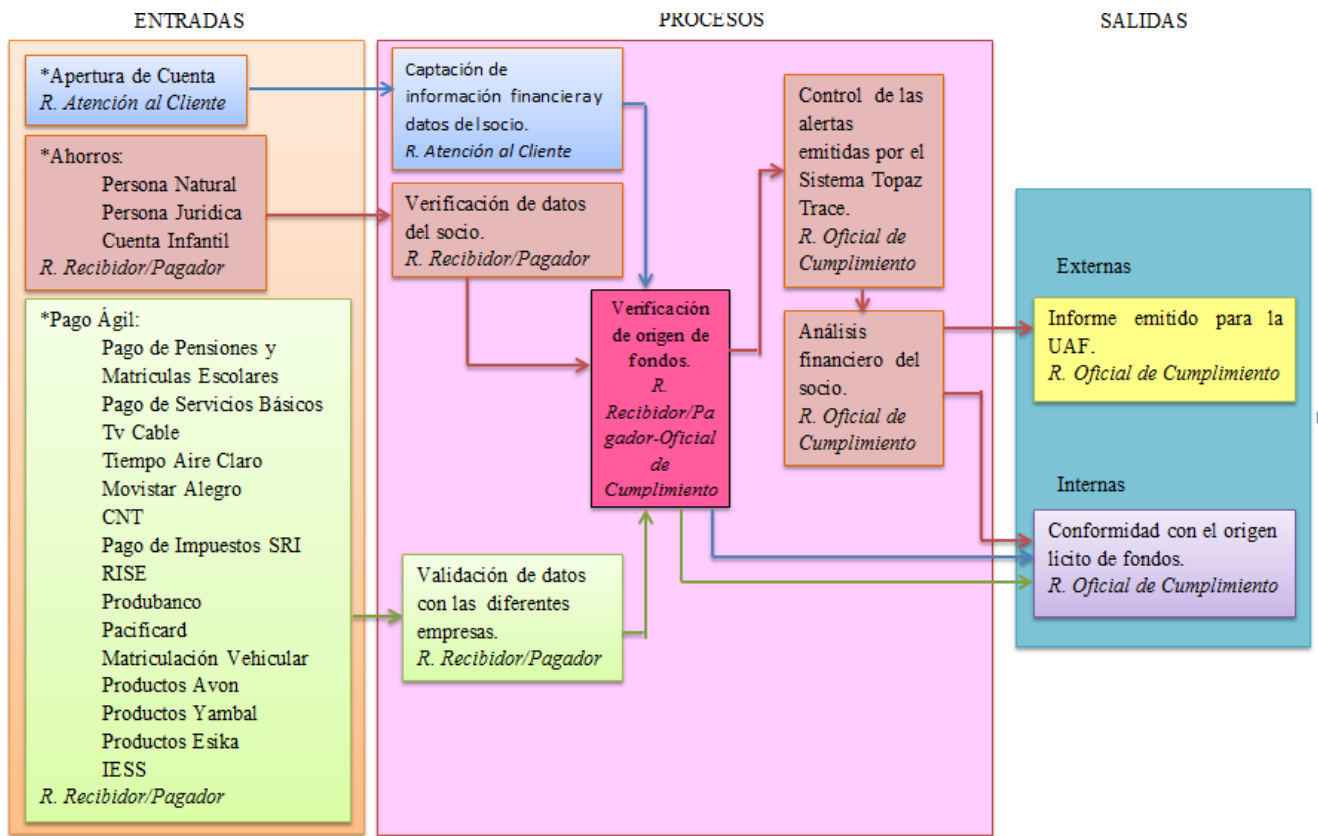 ENTRADAS
PROCESOS
SALIDAS
*Apertura de Cuenta
R. Atención al Cliente
*Ahorros:
Persona Natural
Persona Juridica
Cuenta Infantil
R. Recibidor/Pagador
*Pago Ágil:
Pago de Pensiones y
Matriculas Escolares
Pago de Servicios Básicos
Tv Cable
Tiempo Aire Claro
Movistar Alegro
CNT
Pago de Impuestos SRI
RISE
Produbanco
Pacificard
Matriculación Vehicular
Productos Avon
Productos Yambal
Productos Esika
IESS
R. Recibidor/Pagador
Captación de
información financiera y
datos del socio.
R. Atención al Cliente
Verificación de datos
del socio.
R. Recibidor/Pagador
Validación de datos
con las diferentes
empresas.
R. Recibidor/Pagador
Verificación
de origen de
fondos.
R.
Recibidor/Pa
gador-Oficial
de
Cumplimiento
Control de las
alertas
emitidas por el
Sistema Topaz
Trace.
R. Oficial de
Cumplimiento
Análisis
financiero del
socio.
R. Oficial de
Cumplimiento
Externas
Informe emitido para la
UAF.
R. Oficial de Cumplimiento
Internas
Conformidad con el origen
lícito de fondos.
R. Oficial de Cumplimiento